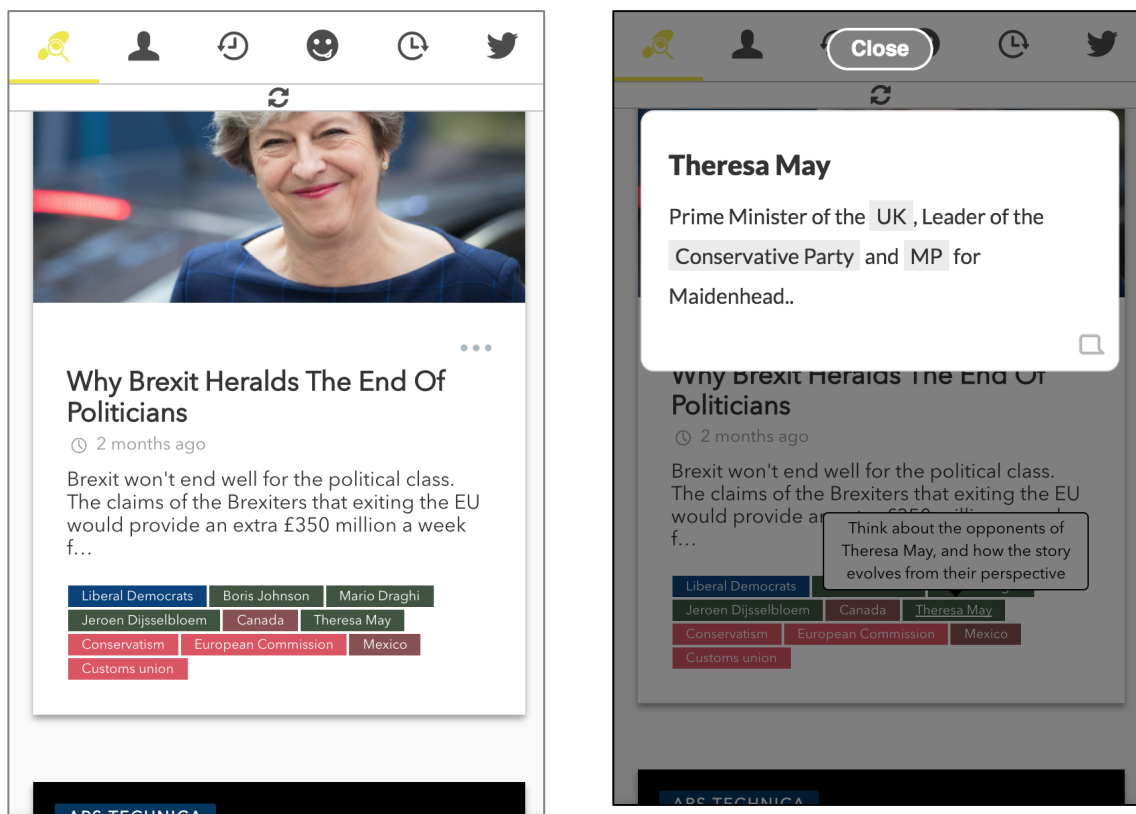 Why Brexit Heralds The End Of
Politicians
2 months ago
Brexit won't end well for the political class.
The claims of the Brexiters that exiting the EU
would provide an extra £350 million a week
f...
Liberal Democrats Boris Johnson Mario Draghi
Jeroen Dijsselbloem Canada Theresa May
Conservatism European Commission Mexico
Customs union
ARS TECHNICA
Close
Theresa May
Prime Minister of the UK , Leader of the
Conservative Party and MP for
Maidenhead..
Why Brexit Heralds The End Of
Politicians
2 months ago
Brexit won't end well for the political class.
The claims of the Brexiters that exiting the EU
would provide an
f...
Think about the opponents of
Theresa May, and how the story
evolves from their perspective
Liberal Democrats
Jeroen Dijsselbloem Canada Theresa May
Conservatism European Commission Mexico
Customs union
ARS TECHNICA